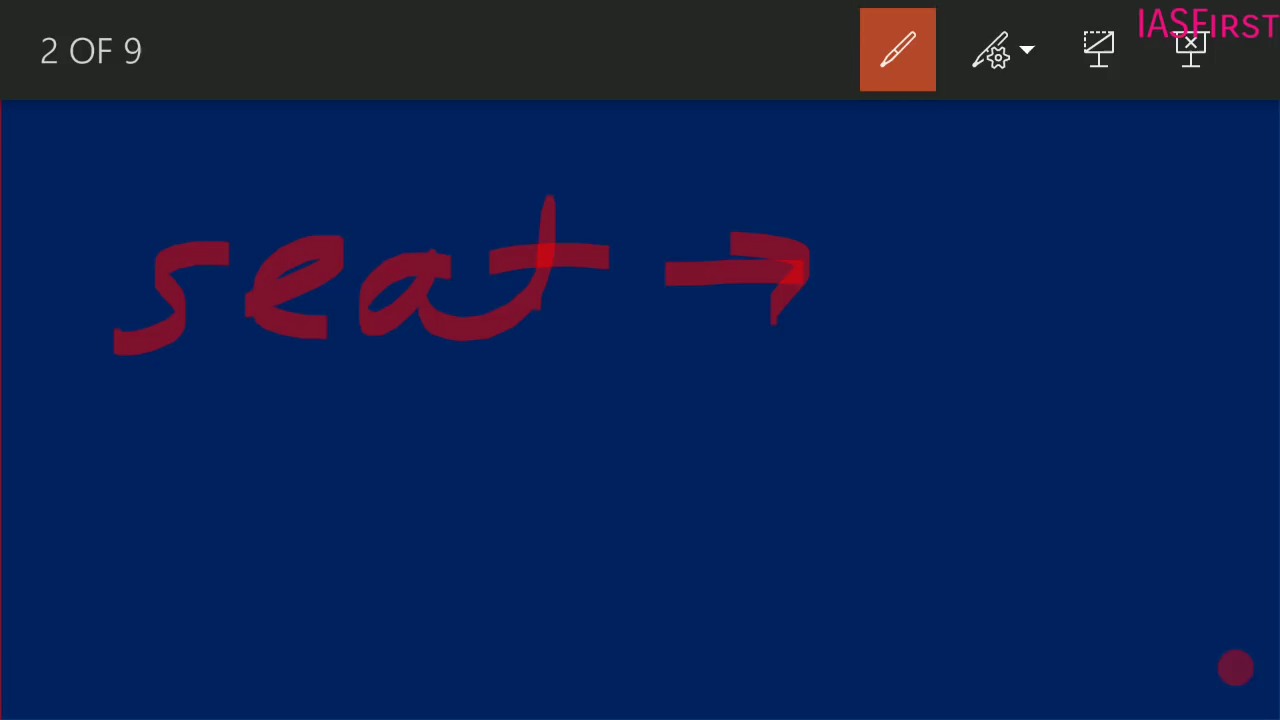 2 OF 9
IASFIRST
seat →